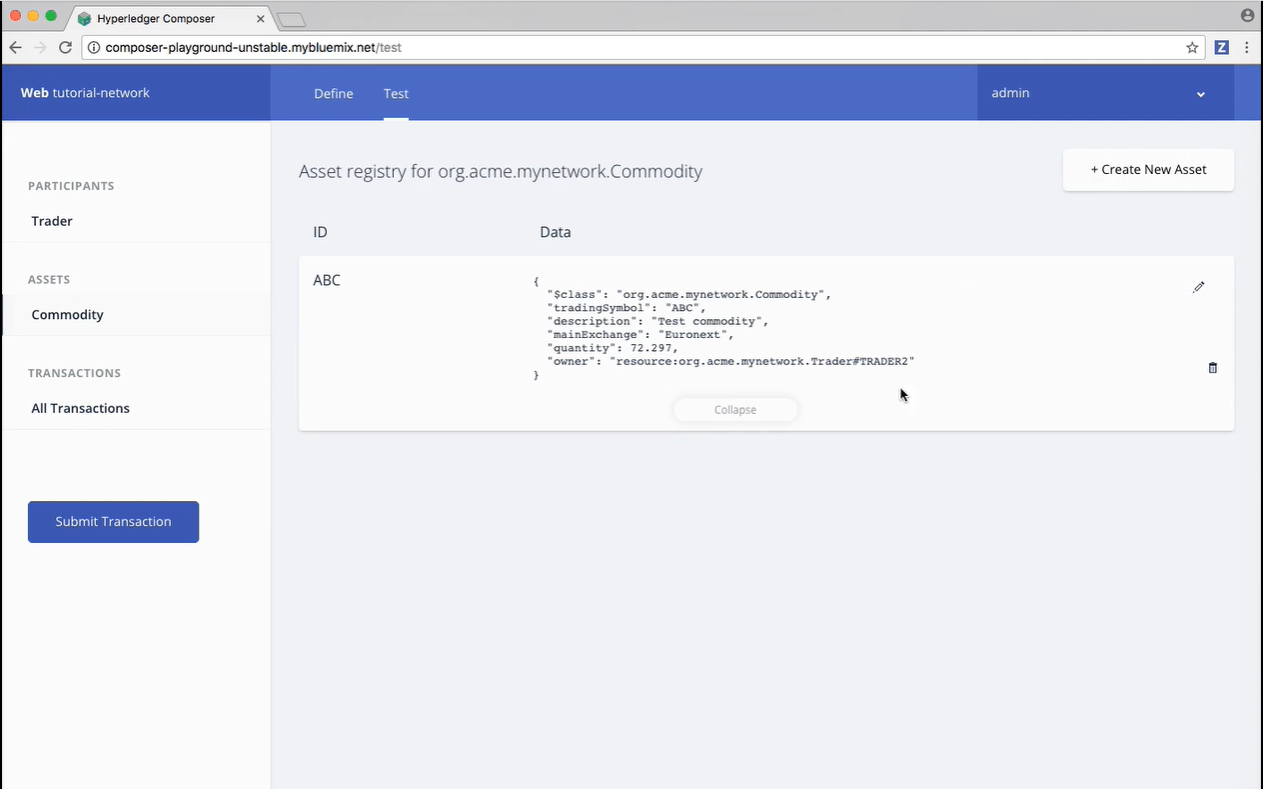 Hyperledger Composer
composer-playground-unstable.mybluemix.net/test
Z
Web tutorial-network
Define
Test
admin
PARTICIPANTS
Trader
ASSETS
Commodity
TRANSACTIONS
All Transactions
Submit Transaction
Asset registry for org.acme.mynetwork.Commodity
+ Create New Asset
ID
Data
ABC
{
"$class": "org.acme.mynetwork.Commodity",
"tradingSymbol": "ABC",
"description": "Test commodity",
"mainExchange": "Euronext",
"quantity": 72.297,
"owner": "resource:org.acme.mynetwork.Trader#TRADER2"
}
Collapse